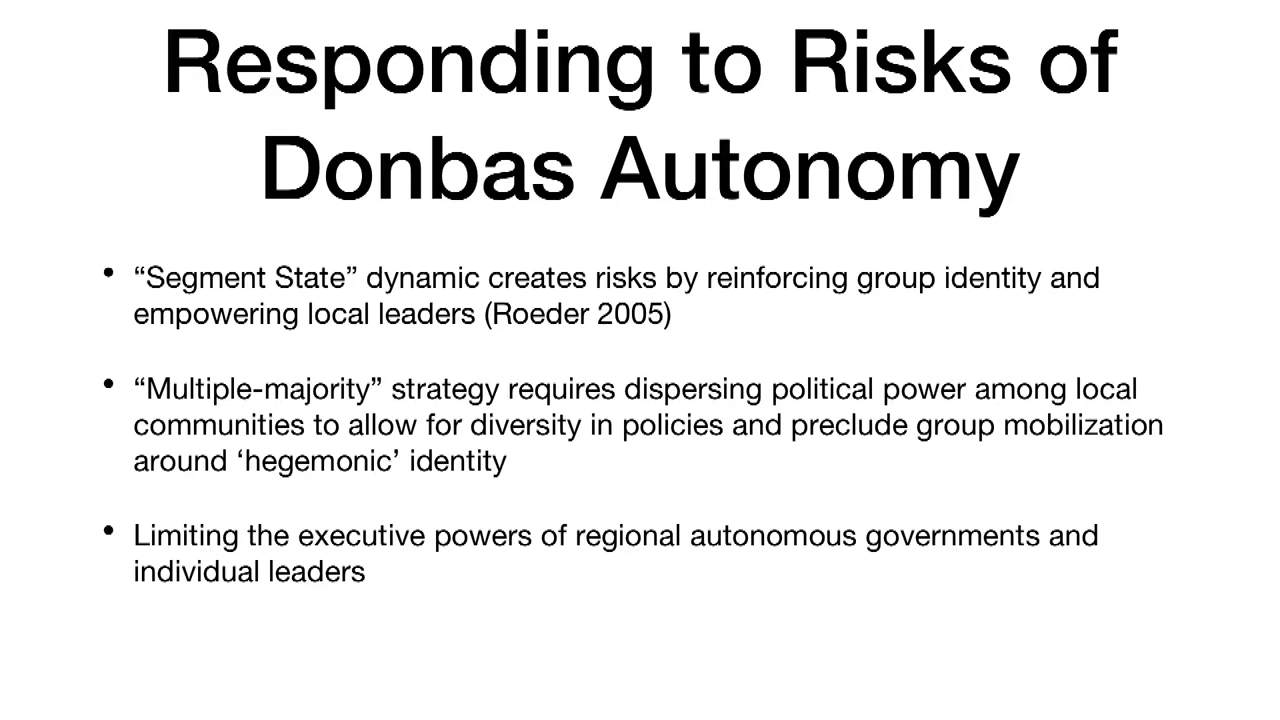 Responding to Risks of
Donbas Autonomy
• “Segment State” dynamic creates risks by reinforcing group identity and
empowering local leaders (Roeder 2005)
• “Multiple-majority” strategy requires dispersing political power among local
communities to allow for diversity in policies and preclude group mobilization
around ‘hegemonic’ identity
• Limiting the executive powers of regional autonomous governments and
individual leaders